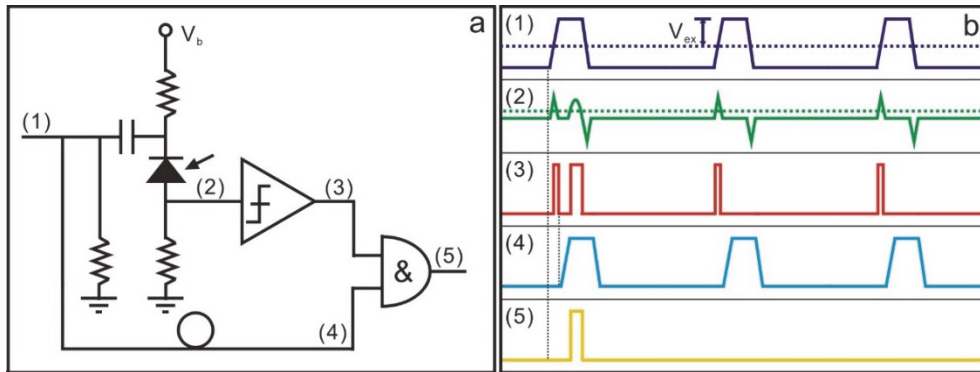 a
V_b
(1)
(2)
(3)
&
(5)
(4)
b
(1)
V_ex
(2)
(3)
(4)
(5)